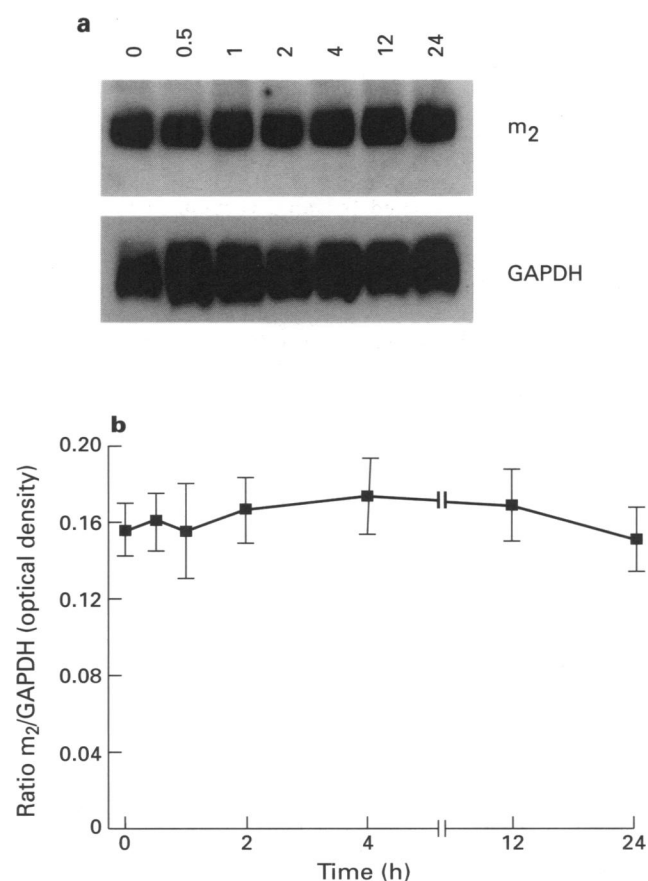 a
0 0.5 1 2 4 12 24
m₂
GAPDH
b
Ratio m₂/GAPDH (optical density)
0.20
0.16
0.12
0.08
0.04
0
0 2 4 12 24
Time (h)